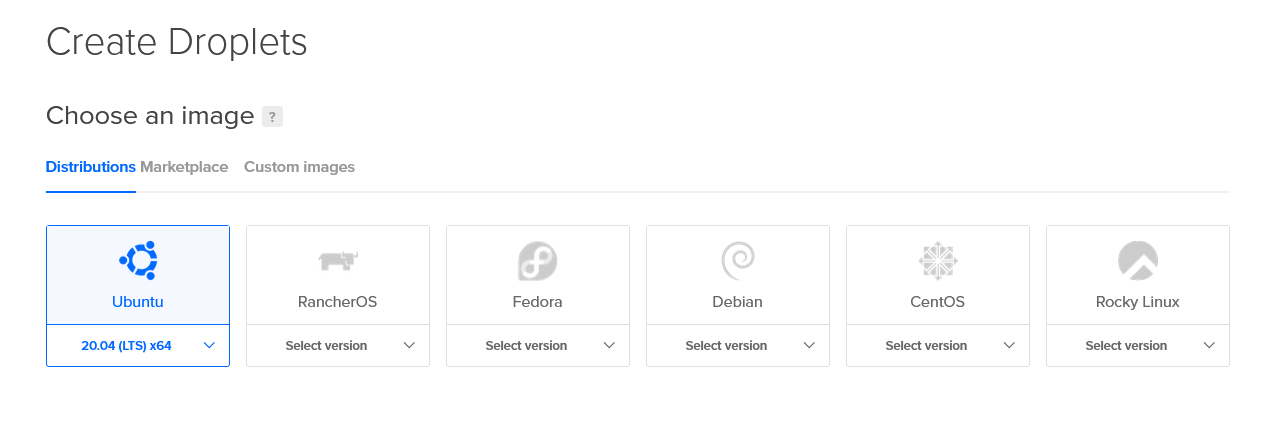 Create Droplets
Choose an image ?
Distributions Marketplace Custom images
Ubuntu RancherOS Fedora Debian CentOS Rocky Linux
20.04 (LTS) x64 Select version Select version Select version Select version Select version